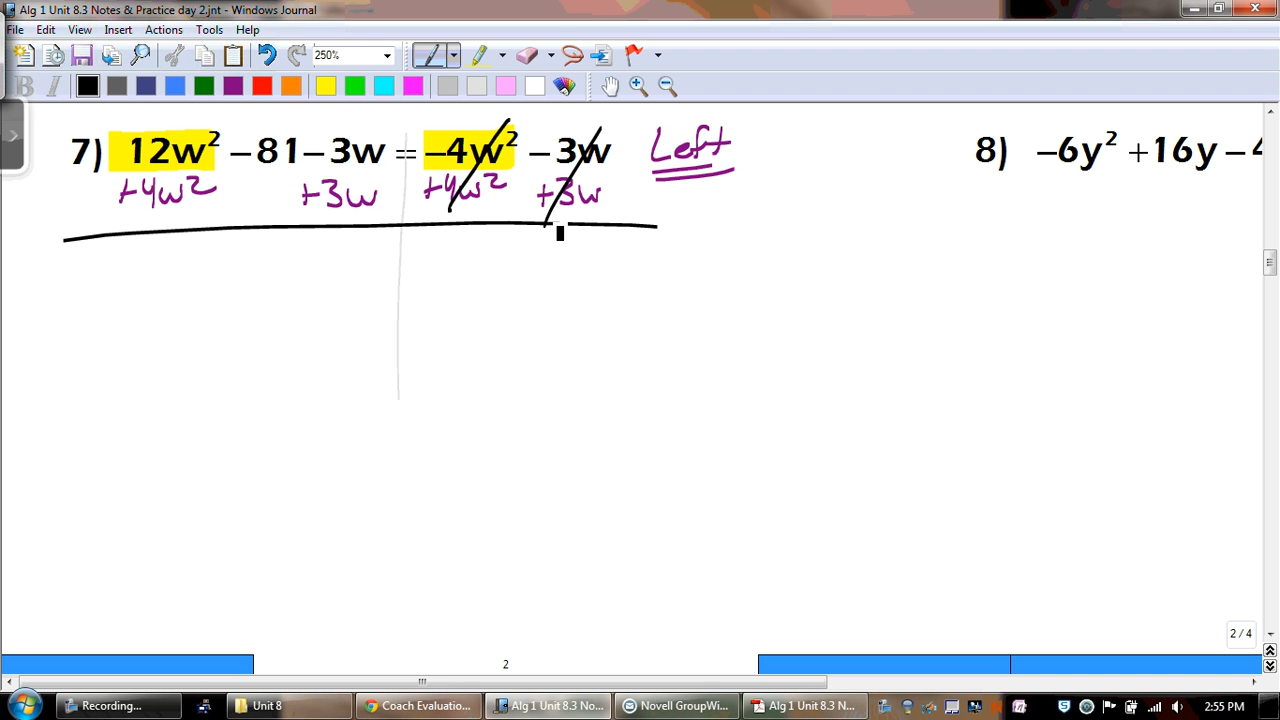 Alg 1 Unit 8.3 Notes & Practice day 2.jnt - Windows Journal
File Edit View Insert Actions Tools Help
250%
B I
7) 12w² – 81 – 3w = –4w² – 3w Left 8) –6y² + 16y – 4
+4w² +3w +4w² +3w
2 / 4
2
Recording... Unit 8 Coach Evaluatio... Alg 1 Unit 8.3 No... Novell GroupWi... Alg 1 Unit 8.3 N... 2:55 PM